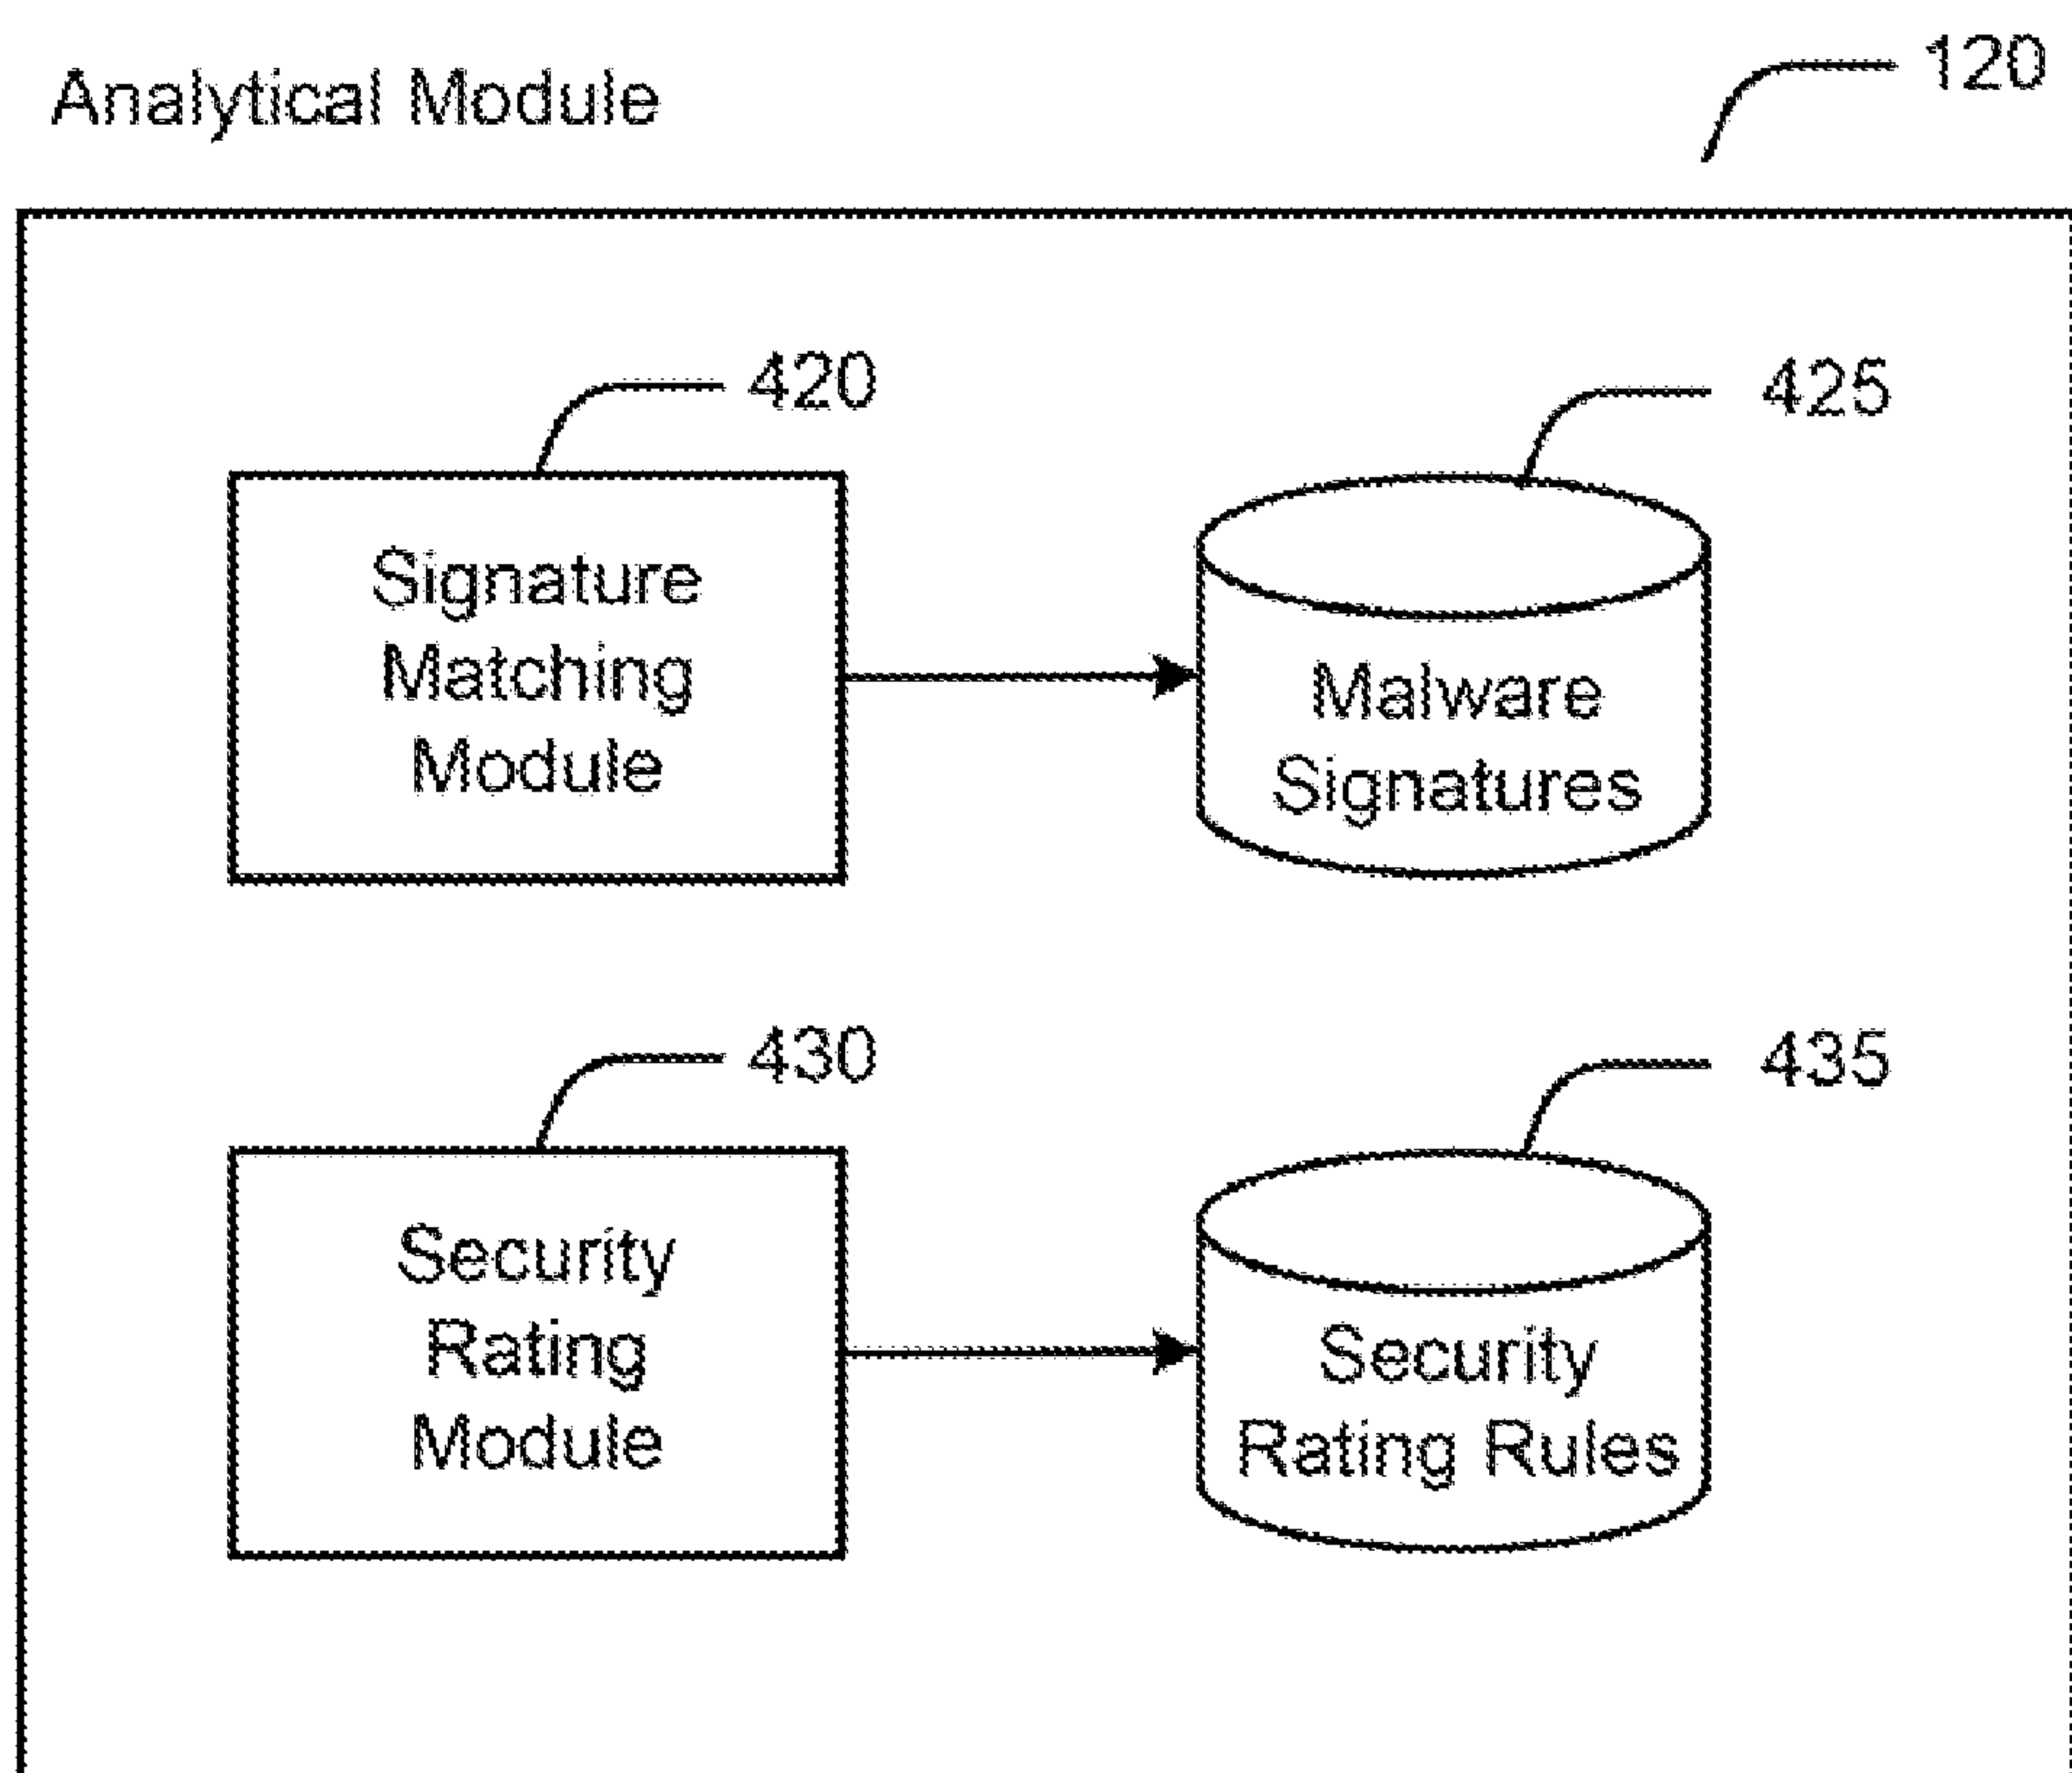 Analytical Module
120
420
425
Signature
Matching
Module
Malware
Signatures
430
435
Security
Rating
Module
Security
Rating Rules